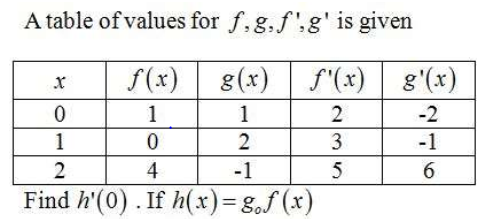 A table of values for f,g,f',g' is given
x f(x) g(x) f'(x) g'(x)
0 1 1 2 -2
1 0 2 3 -1
2 4 -1 5 6
Find h'(0) . If h(x)=g₀f(x)